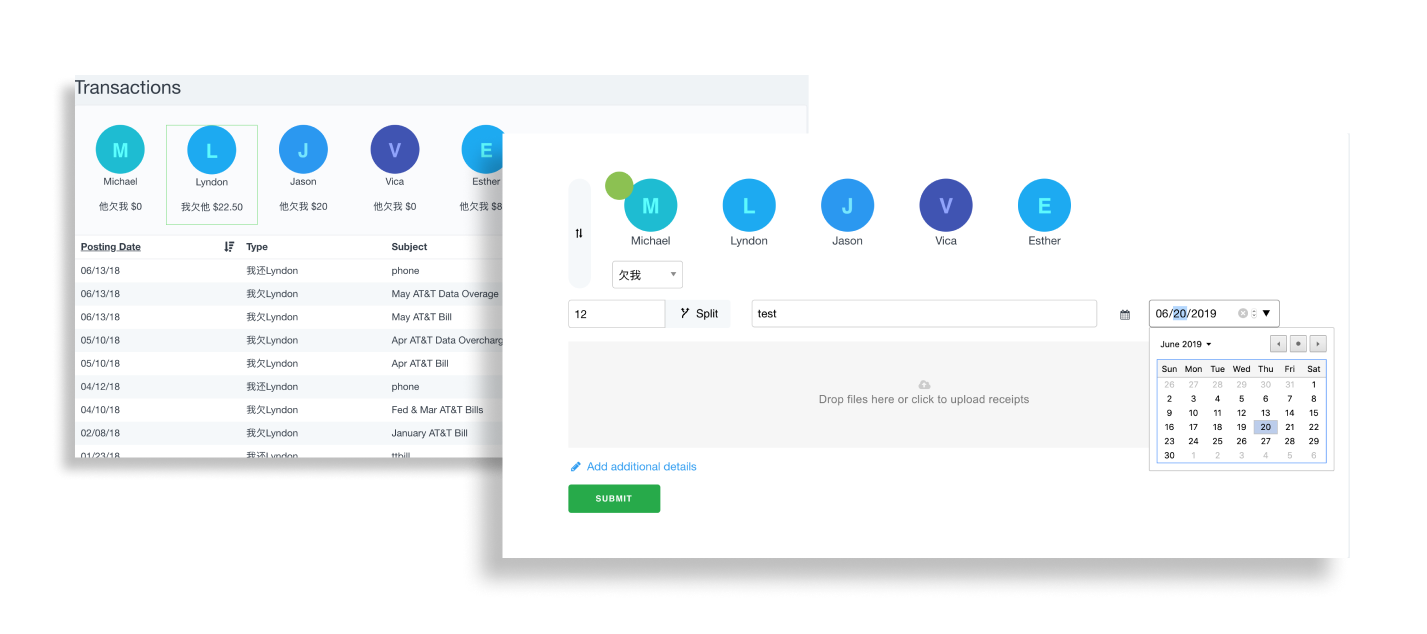 Transactions
M L J V E
Michael Lyndon Jason Vica Esther
他欠我 $0 我欠他 $22.50 他欠我 $20 他欠我 $0 他欠我 $8
Posting Date Type Subject
06/13/18 我还Lyndon phone
06/13/18 我欠Lyndon May AT&T Data Overage
06/13/18 我欠Lyndon May AT&T Bill
05/10/18 我欠Lyndon Apr AT&T Data Overcharg
05/10/18 我欠Lyndon Apr AT&T Bill
04/12/18 我还Lyndon phone
04/10/18 我欠Lyndon Fed & Mar AT&T Bills
02/08/18 我欠Lyndon January AT&T Bill
01/23/18 我还Lyndon
M L J V E
Michael Lyndon Jason Vica Esther
欠我
12 Split test 06/20/2019
June 2019
Sun Mon Tue Wed Thu Fri Sat
26 27 28 29 30 31 1
2 3 4 5 6 7 8
9 10 11 12 13 14 15
16 17 18 19 20 21 22
23 24 25 26 27 28 29
30 1 2 3 4 5 6
Drop files here or click to upload receipts
Add additional details
SUBMIT